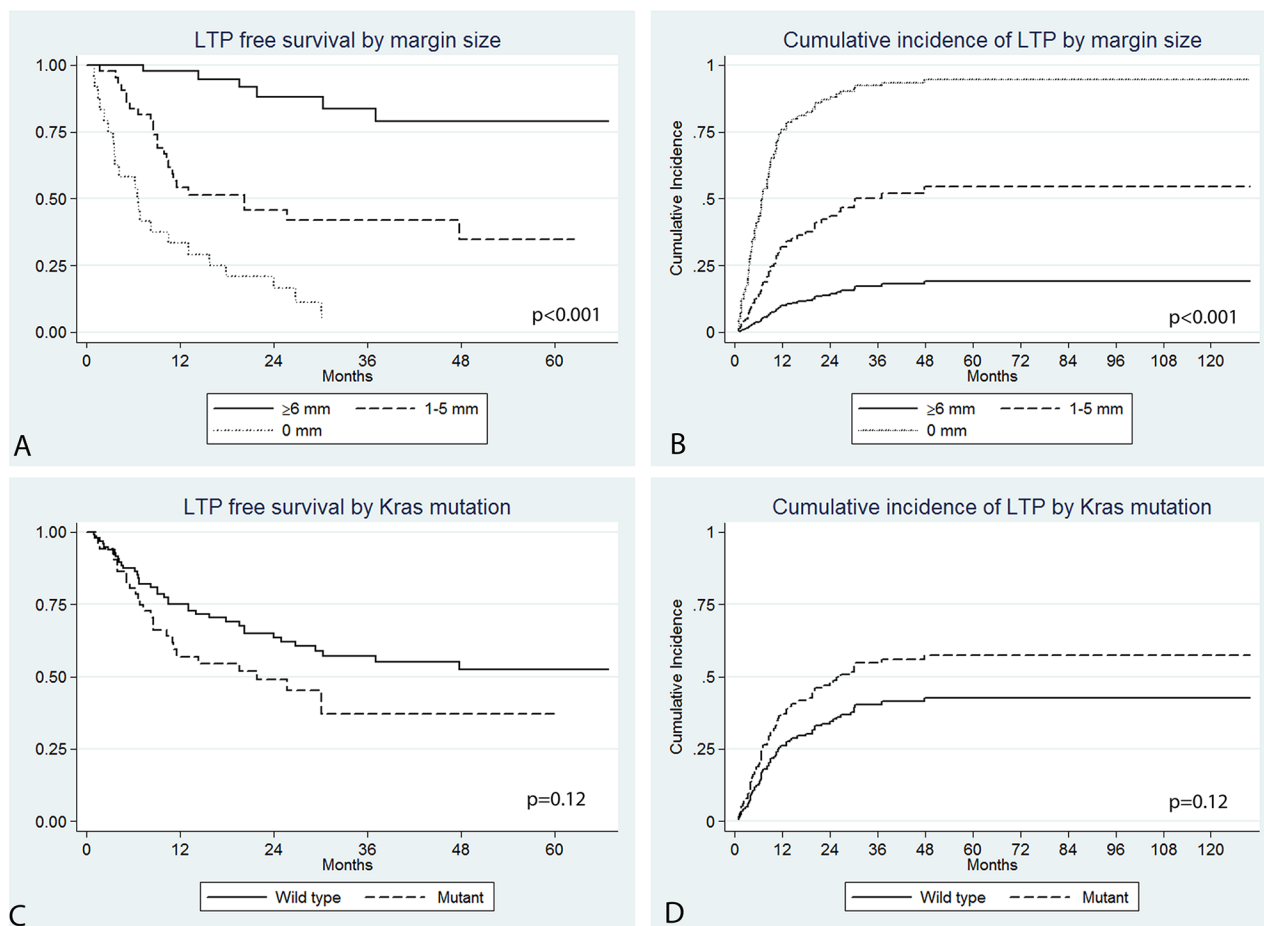 LTP free survival by margin size
1.00
0.75
0.50
0.25
0.00
p<0.001
0 12 24 36 48 60
Months
≥6 mm 1-5 mm
0 mm
A
Cumulative incidence of LTP by margin size
Cumulative Incidence
1
.75
.5
.25
0
p<0.001
0 12 24 36 48 60 72 84 96 108 120
Months
≥6 mm 1-5 mm
0 mm
B
LTP free survival by Kras mutation
1.00
0.75
0.50
0.25
0.00
p=0.12
0 12 24 36 48 60
Months
Wild type Mutant
C
Cumulative incidence of LTP by Kras mutation
Cumulative Incidence
1
.75
.5
.25
0
p=0.12
0 12 24 36 48 60 72 84 96 108 120
Months
Wild type Mutant
D